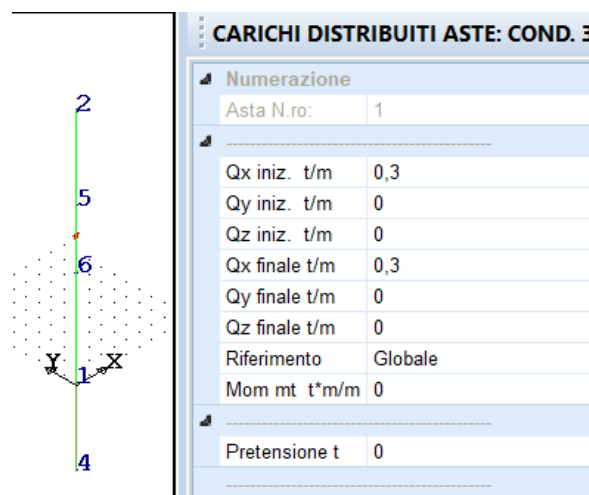 CARICHI DISTRIBUITI ASTE: COND. 3
Numerazione
Asta N.ro: 1
Qx iniz. t/m 0,3
Qy iniz. t/m 0
Qz iniz. t/m 0
Qx finale t/m 0,3
Qy finale t/m 0
Qz finale t/m 0
Riferimento Globale
Mom mt t*m/m 0
Pretensione t 0
2
5
6
Y 1 X
4